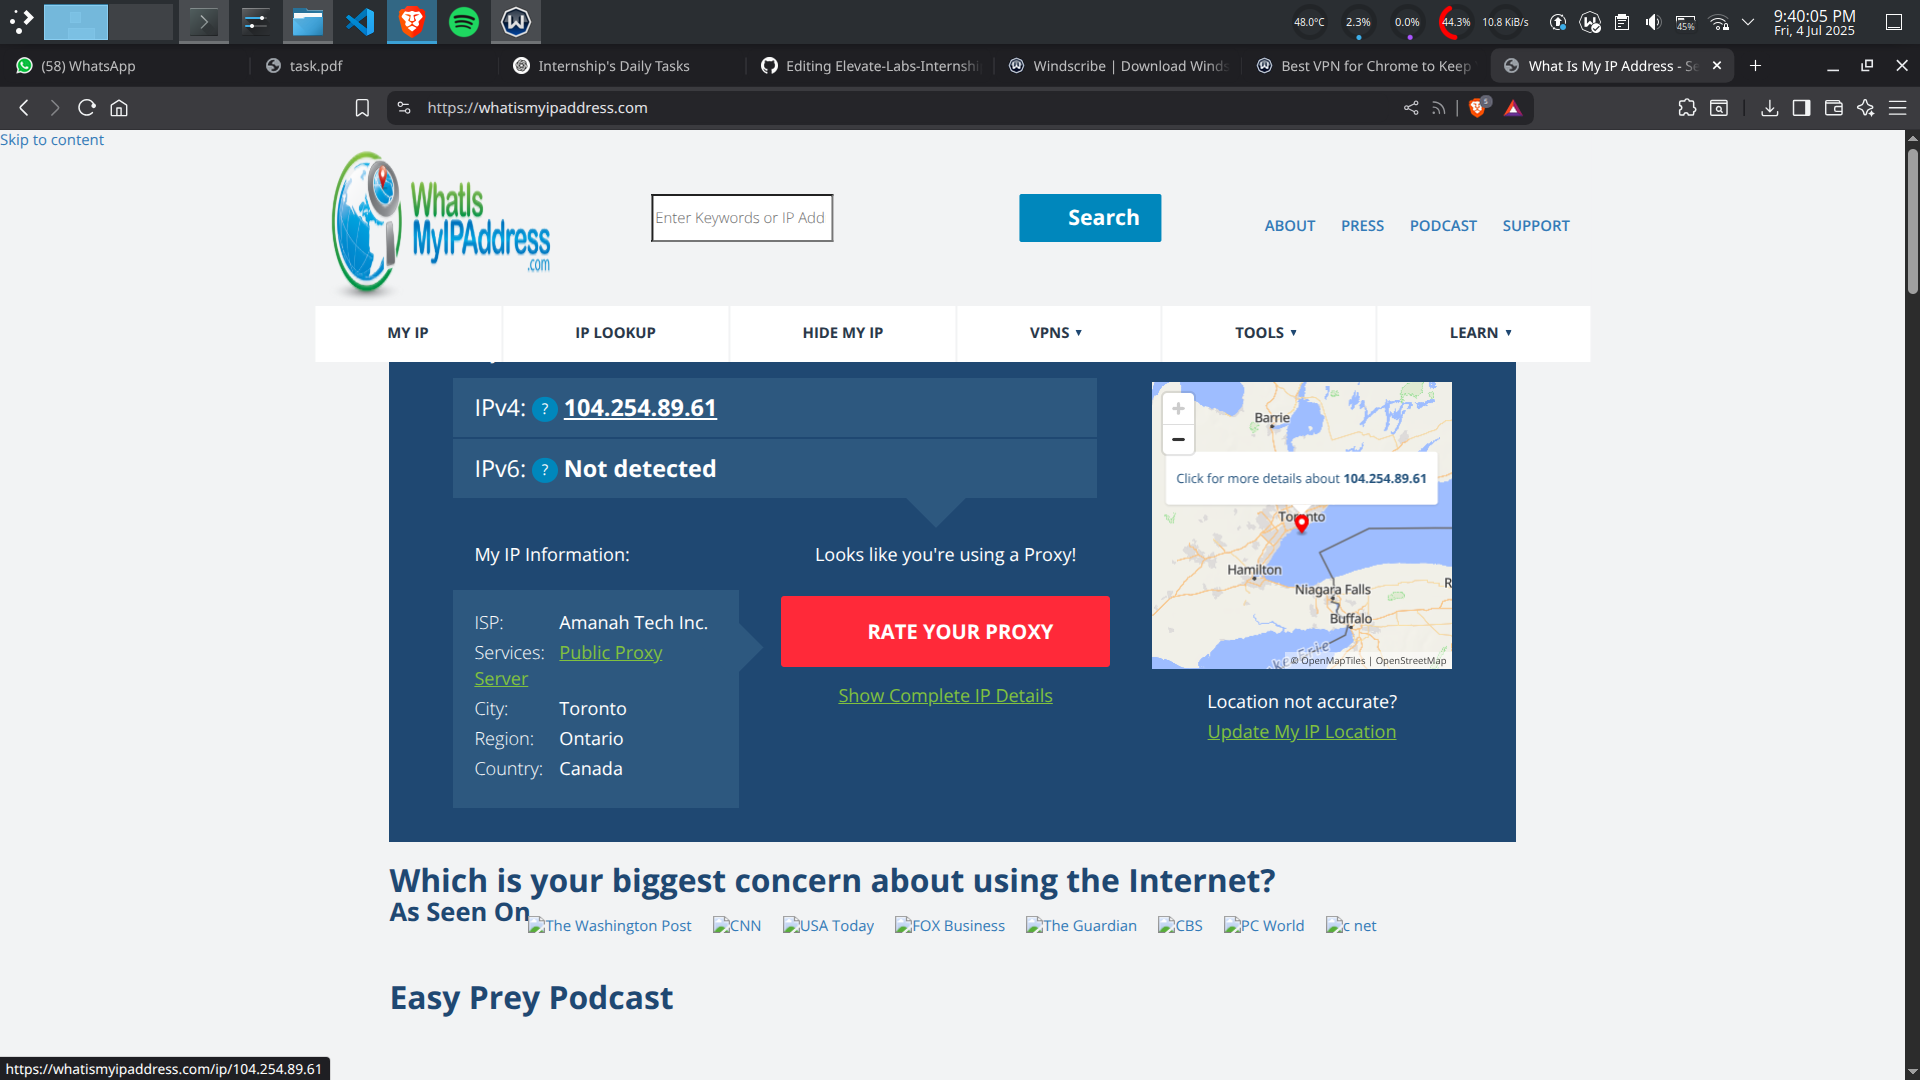 48.0°C
2.3%
0.0%
44.3%
10.8 KiB/s
45%
9:40:05 PM
Fri, 4 Jul 2025
(58) WhatsApp
task.pdf
Internship's Daily Tasks
Editing Elevate-Labs-Internshi
Windscribe | Download Winds
Best VPN for Chrome to Keep
What Is My IP Address - Se
https://whatismyipaddress.com
5
Skip to content
WhatIs
MyIPAddress
.com
Enter Keywords or IP Add
Search
ABOUT
PRESS
PODCAST
SUPPORT
MY IP
IP LOOKUP
HIDE MY IP
VPNS
TOOLS
LEARN
IPv4: ? 104.254.89.61
IPv6: ? Not detected
My IP Information:
ISP: Amanah Tech Inc.
Services: Public Proxy
Server
City: Toronto
Region: Ontario
Country: Canada
Looks like you're using a Proxy!
RATE YOUR PROXY
Show Complete IP Details
+
−
Barrie
Click for more details about 104.254.89.61
Toronto
Hamilton
Niagara Falls
R
Buffalo
ke Erie
© OpenMapTiles | OpenStreetMap
Location not accurate?
Update My IP Location
Which is your biggest concern about using the Internet?
As Seen On
The Washington Post
CNN
USA Today
FOX Business
The Guardian
CBS
PC World
c net
Easy Prey Podcast
https://whatismyipaddress.com/ip/104.254.89.61